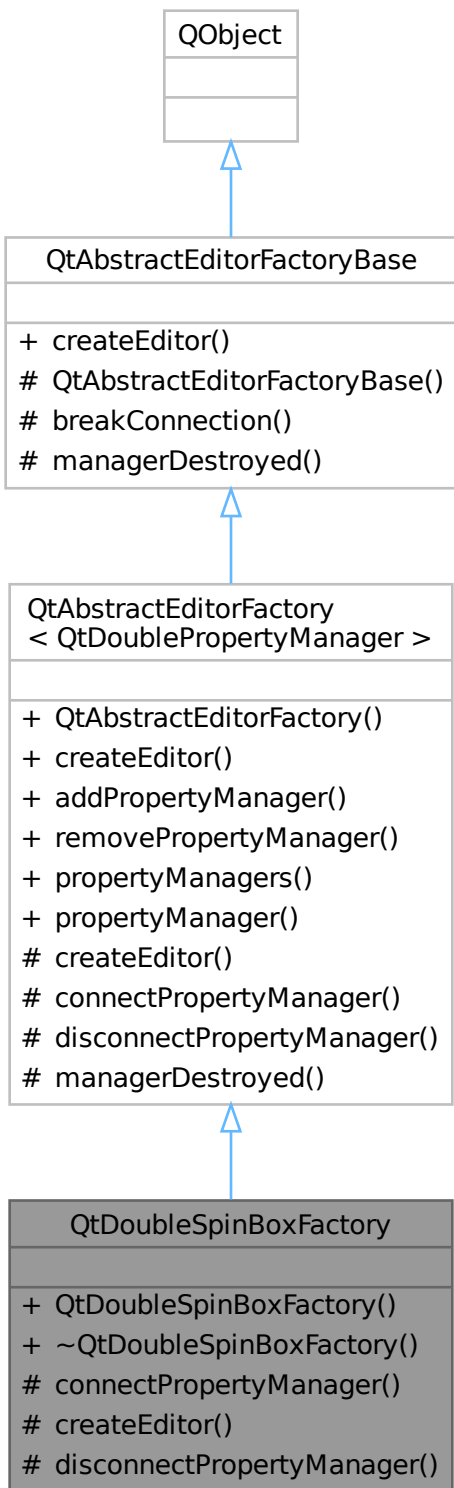 QObject
QtAbstractEditorFactoryBase
+ createEditor()
# QtAbstractEditorFactoryBase()
# breakConnection()
# managerDestroyed()
QtAbstractEditorFactory
< QtDoublePropertyManager >
+ QtAbstractEditorFactory()
+ createEditor()
+ addPropertyManager()
+ removePropertyManager()
+ propertyManagers()
+ propertyManager()
# createEditor()
# connectPropertyManager()
# disconnectPropertyManager()
# managerDestroyed()
QtDoubleSpinBoxFactory
+ QtDoubleSpinBoxFactory()
+ ~QtDoubleSpinBoxFactory()
# connectPropertyManager()
# createEditor()
# disconnectPropertyManager()